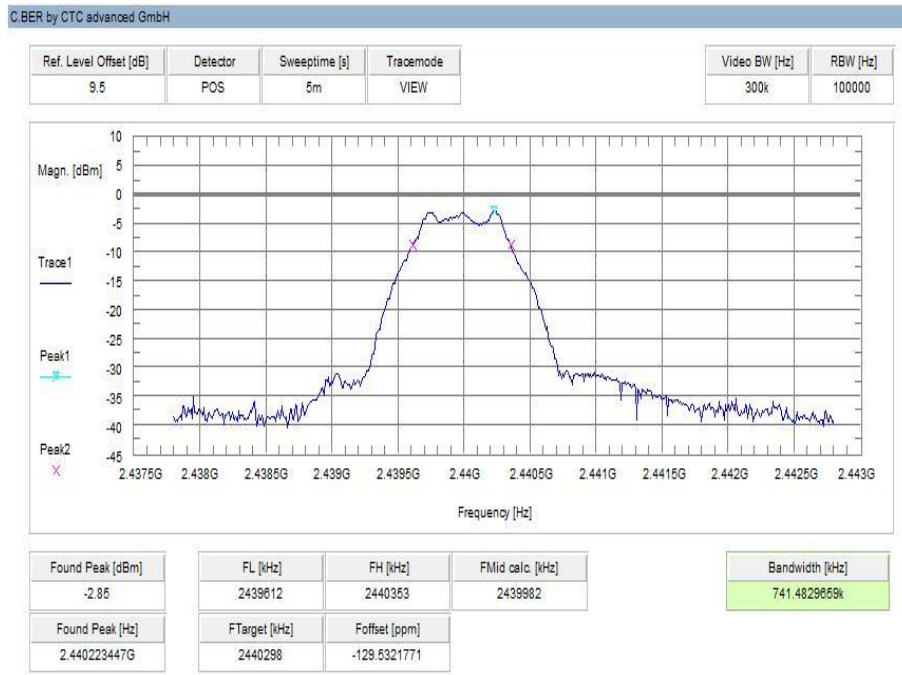 C.BER by CTC advanced GmbH
Ref. Level Offset [dB] Detector Sweeptime [s] Tracemode Video BW [Hz] RBW [Hz]
9.5 POS 5m VIEW 300k 100000
Magn. [dBm]
10
5
0
-5
-10
-15
-20
-25
-30
-35
-40
-45
Trace1
Peak1
Peak2
2.4375G 2.438G 2.4385G 2.439G 2.4395G 2.44G 2.4405G 2.441G 2.4415G 2.442G 2.4425G 2.443G
Frequency [Hz]
Found Peak [dBm] FL [kHz] FH [kHz] FMid calc. [kHz] Bandwidth [kHz]
-2.85 2439612 2440353 2439982 741.4829659k
Found Peak [Hz] FTarget [kHz] Foffset [ppm]
2.440223447G 2440298 -129.5321771